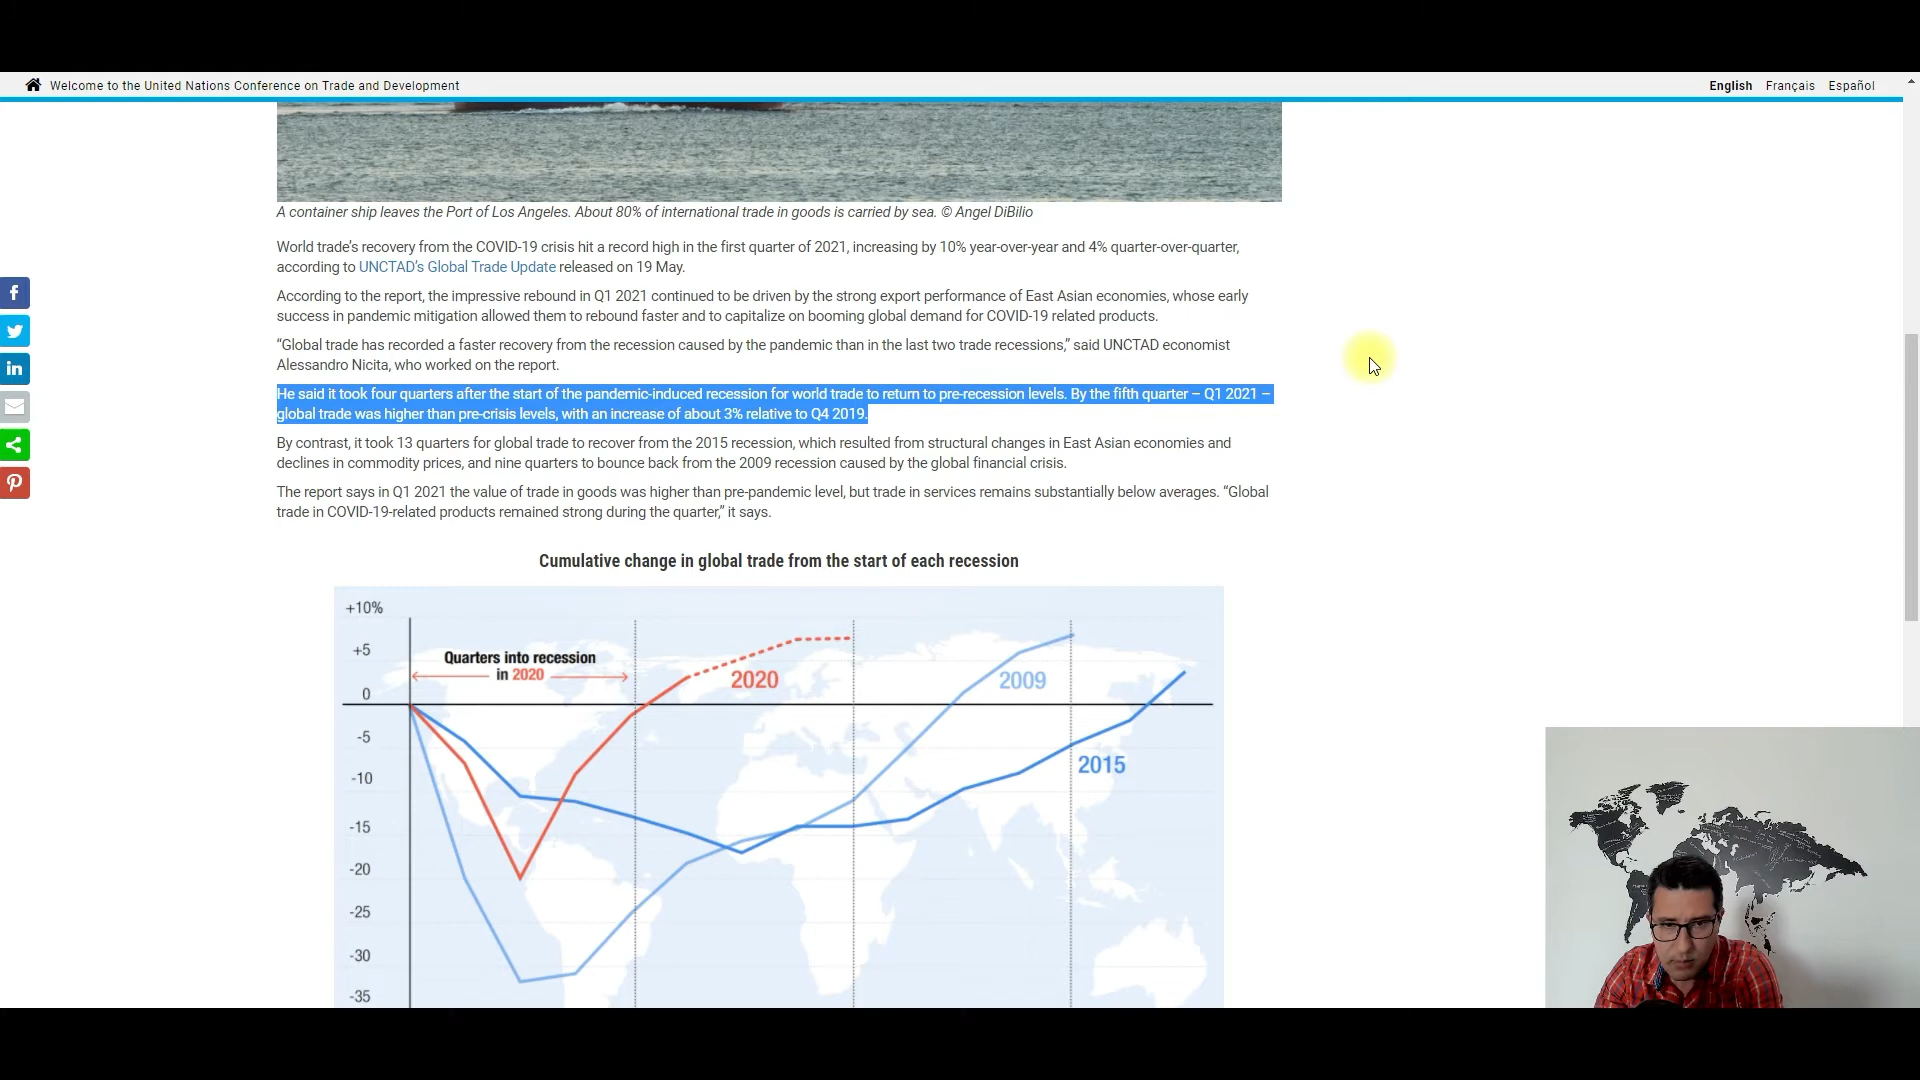 Welcome to the United Nations Conference on Trade and Development
English Français Español
A container ship leaves the Port of Los Angeles. About 80% of international trade in goods is carried by sea. © Angel DiBilio
World trade’s recovery from the COVID-19 crisis hit a record high in the first quarter of 2021, increasing by 10% year-over-year and 4% quarter-over-quarter,
according to UNCTAD’s Global Trade Update released on 19 May.
According to the report, the impressive rebound in Q1 2021 continued to be driven by the strong export performance of East Asian economies, whose early
success in pandemic mitigation allowed them to rebound faster and to capitalize on booming global demand for COVID-19 related products.
“Global trade has recorded a faster recovery from the recession caused by the pandemic than in the last two trade recessions,” said UNCTAD economist
Alessandro Nicita, who worked on the report.
He said it took four quarters after the start of the pandemic-induced recession for world trade to return to pre-recession levels. By the fifth quarter – Q1 2021 –
global trade was higher than pre-crisis levels, with an increase of about 3% relative to Q4 2019.
By contrast, it took 13 quarters for global trade to recover from the 2015 recession, which resulted from structural changes in East Asian economies and
declines in commodity prices, and nine quarters to bounce back from the 2009 recession caused by the global financial crisis.
The report says in Q1 2021 the value of trade in goods was higher than pre-pandemic level, but trade in services remains substantially below averages. “Global
trade in COVID-19-related products remained strong during the quarter,” it says.
Cumulative change in global trade from the start of each recession
+10%
+5
0
-5
-10
-15
-20
-25
-30
-35
Quarters into recession
in 2020
2020
2009
2015